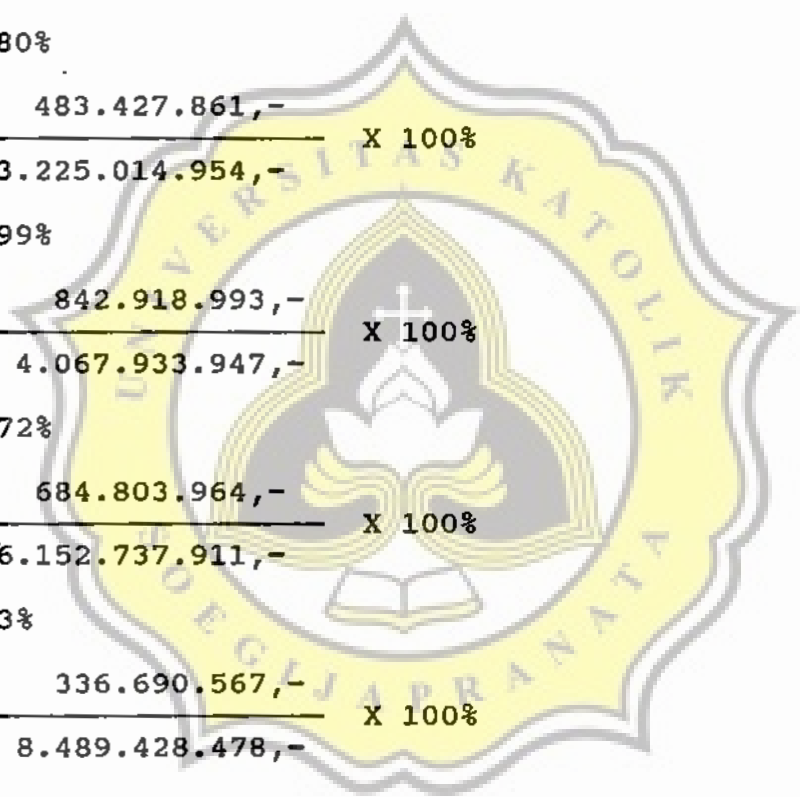 80%
483.427.861,-
X 100%
3.225.014.954,-
99%
842.918.993,-
X 100%
4.067.933.947,-
72%
684.803.964,-
X 100%
6.152.737.911,-
3%
336.690.567,-
X 100%
8.489.428.478,-
UNIVERSITAS KATOLIK
SOEGIJAPRANATA